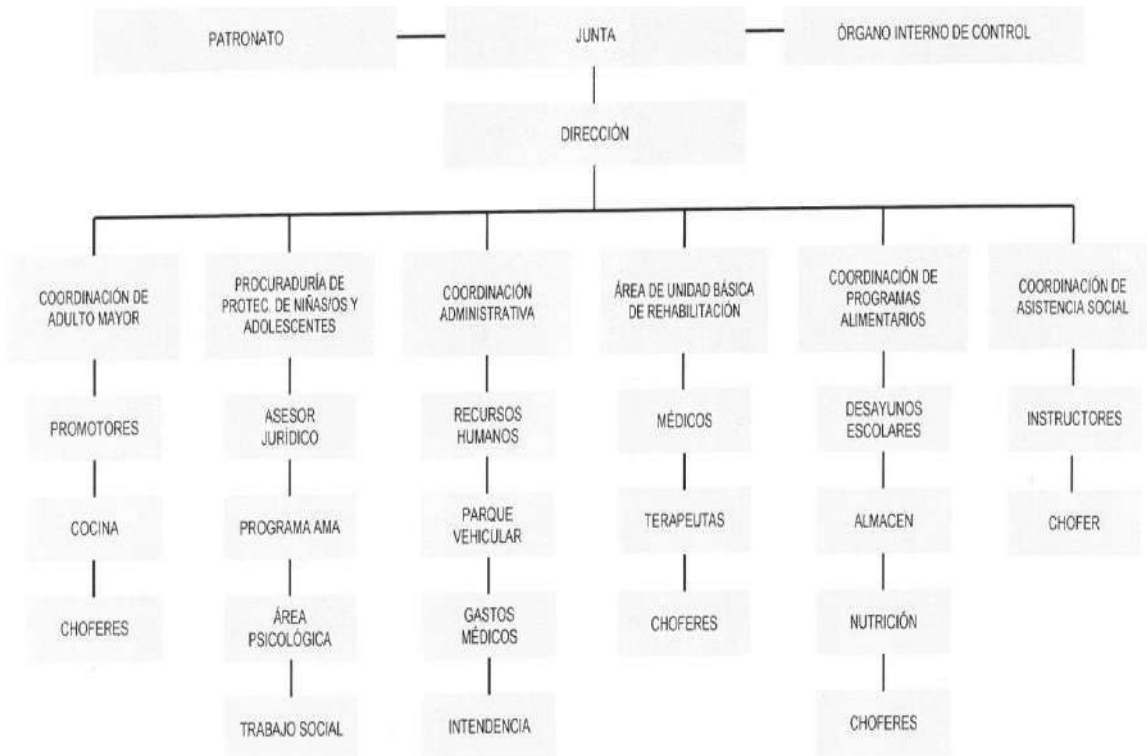 PATRONATO
JUNTA
ÓRGANO INTERNO DE CONTROL
DIRECCIÓN
COORDINACIÓN DE
ADULTO MAYOR
PROCURADURÍA DE
PROTEC. DE NIÑAS/OS Y
ADOLESCENTES
COORDINACIÓN
ADMINISTRATIVA
ÁREA DE UNIDAD BÁSICA
DE REHABILITACIÓN
COORDINACIÓN DE
PROGRAMAS
ALIMENTARIOS
COORDINACIÓN DE
ASISTENCIA SOCIAL
PROMOTORES
ASESOR
JURÍDICO
RECURSOS
HUMANOS
MÉDICOS
DESAYUNOS
ESCOLARES
INSTRUCTORES
COCINA
PROGRAMA AMA
PARQUE
VEHICULAR
TERAPEUTAS
ALMACEN
CHOFER
CHOFERES
ÁREA
PSICOLÓGICA
GASTOS
MÉDICOS
CHOFERES
NUTRICIÓN
TRABAJO SOCIAL
INTENDENCIA
CHOFERES